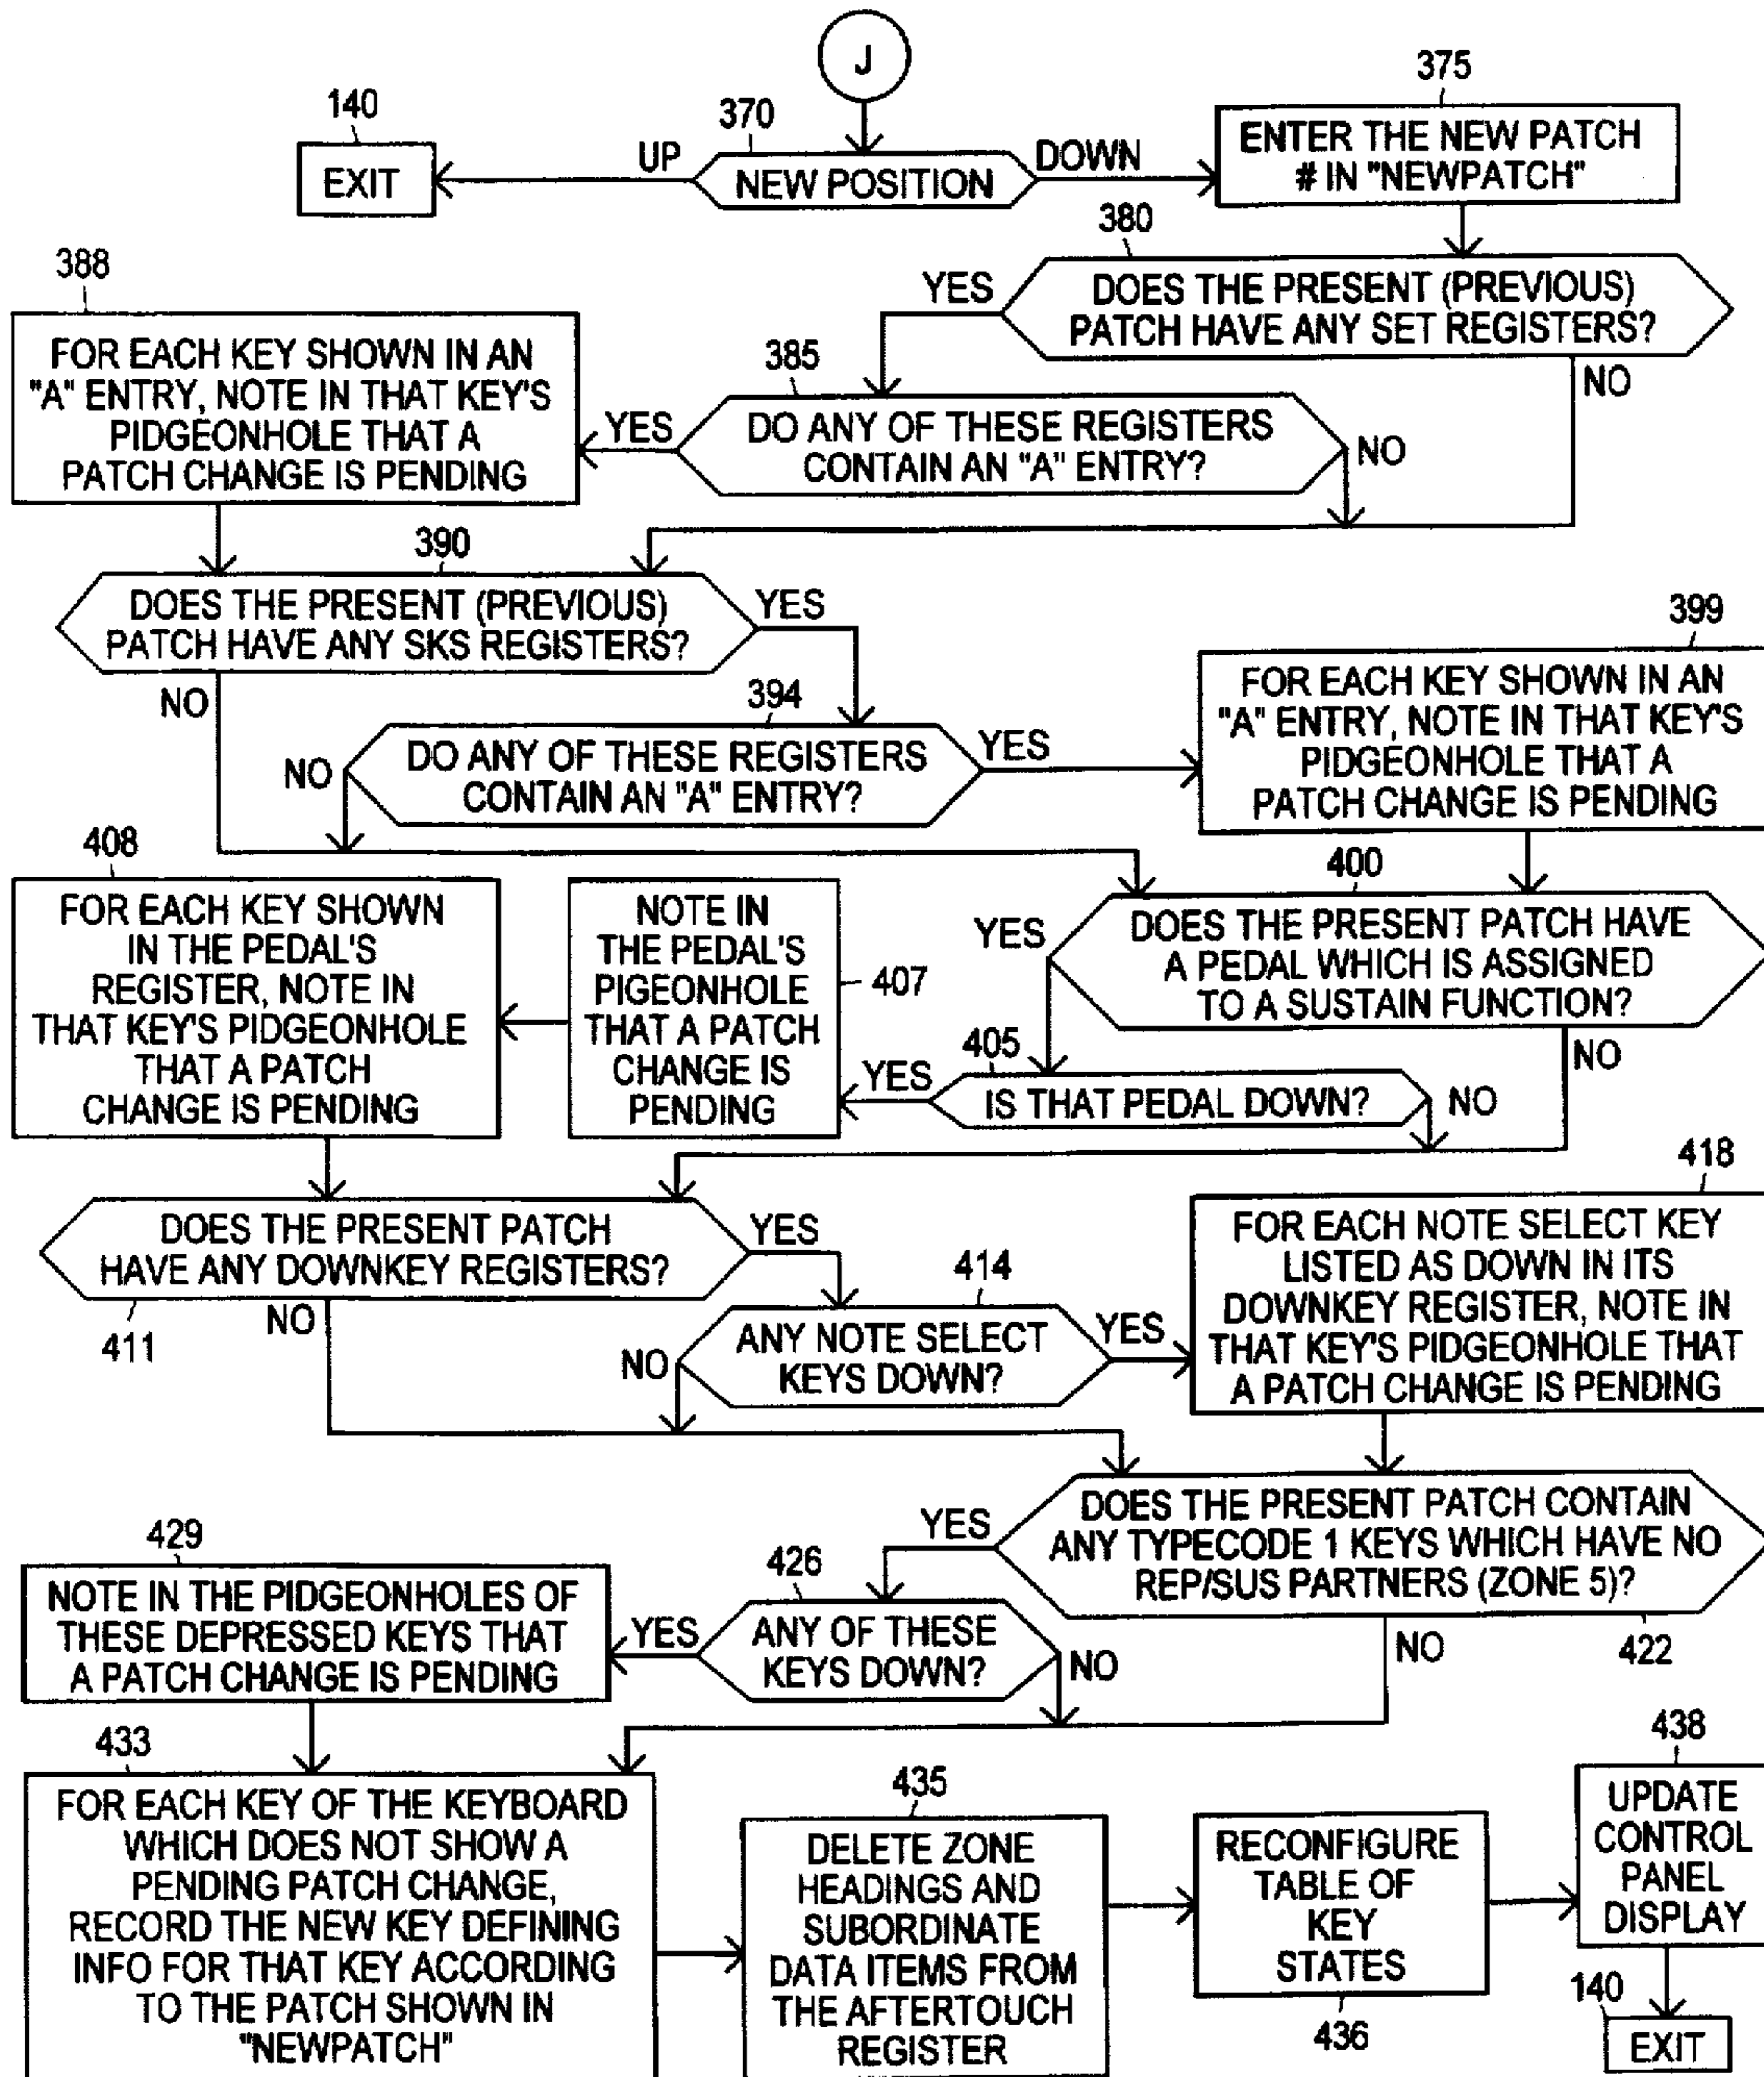 J
140
EXIT
UP
370
NEW POSITION
DOWN
375
ENTER THE NEW PATCH
# IN "NEWPATCH"
380
DOES THE PRESENT (PREVIOUS)
PATCH HAVE ANY SET REGISTERS?
YES
NO
385
DO ANY OF THESE REGISTERS
CONTAIN AN "A" ENTRY?
YES
NO
388
FOR EACH KEY SHOWN IN AN
"A" ENTRY, NOTE IN THAT KEY'S
PIDGEONHOLE THAT A
PATCH CHANGE IS PENDING
390
DOES THE PRESENT (PREVIOUS)
PATCH HAVE ANY SKS REGISTERS?
YES
NO
394
DO ANY OF THESE REGISTERS
CONTAIN AN "A" ENTRY?
NO
YES
399
FOR EACH KEY SHOWN IN AN
"A" ENTRY, NOTE IN THAT KEY'S
PIDGEONHOLE THAT A
PATCH CHANGE IS PENDING
400
DOES THE PRESENT PATCH HAVE
A PEDAL WHICH IS ASSIGNED
TO A SUSTAIN FUNCTION?
YES
NO
405
IS THAT PEDAL DOWN?
YES
NO
NOTE IN
THE PEDAL'S
PIGEONHOLE
THAT A PATCH
CHANGE IS
PENDING
407
408
FOR EACH KEY SHOWN
IN THE PEDAL'S
REGISTER, NOTE IN
THAT KEY'S PIDGEONHOLE
THAT A PATCH
CHANGE IS PENDING
DOES THE PRESENT PATCH
HAVE ANY DOWNKEY REGISTERS?
411
YES
NO
414
ANY NOTE SELECT
KEYS DOWN?
NO
YES
418
FOR EACH NOTE SELECT KEY
LISTED AS DOWN IN ITS
DOWNKEY REGISTER, NOTE IN
THAT KEY'S PIDGEONHOLE THAT
A PATCH CHANGE IS PENDING
DOES THE PRESENT PATCH CONTAIN
ANY TYPECODE 1 KEYS WHICH HAVE NO
REP/SUS PARTNERS (ZONE 5)?
422
YES
NO
426
ANY OF THESE
KEYS DOWN?
YES
NO
429
NOTE IN THE PIDGEONHOLES OF
THESE DEPRESSED KEYS THAT
A PATCH CHANGE IS PENDING
433
FOR EACH KEY OF THE KEYBOARD
WHICH DOES NOT SHOW A
PENDING PATCH CHANGE,
RECORD THE NEW KEY DEFINING
INFO FOR THAT KEY ACCORDING
TO THE PATCH SHOWN IN
"NEWPATCH"
435
DELETE ZONE
HEADINGS AND
SUBORDINATE
DATA ITEMS FROM
THE AFTERTOUCH
REGISTER
RECONFIGURE
TABLE OF
KEY
STATES
436
438
UPDATE
CONTROL
PANEL
DISPLAY
140
EXIT